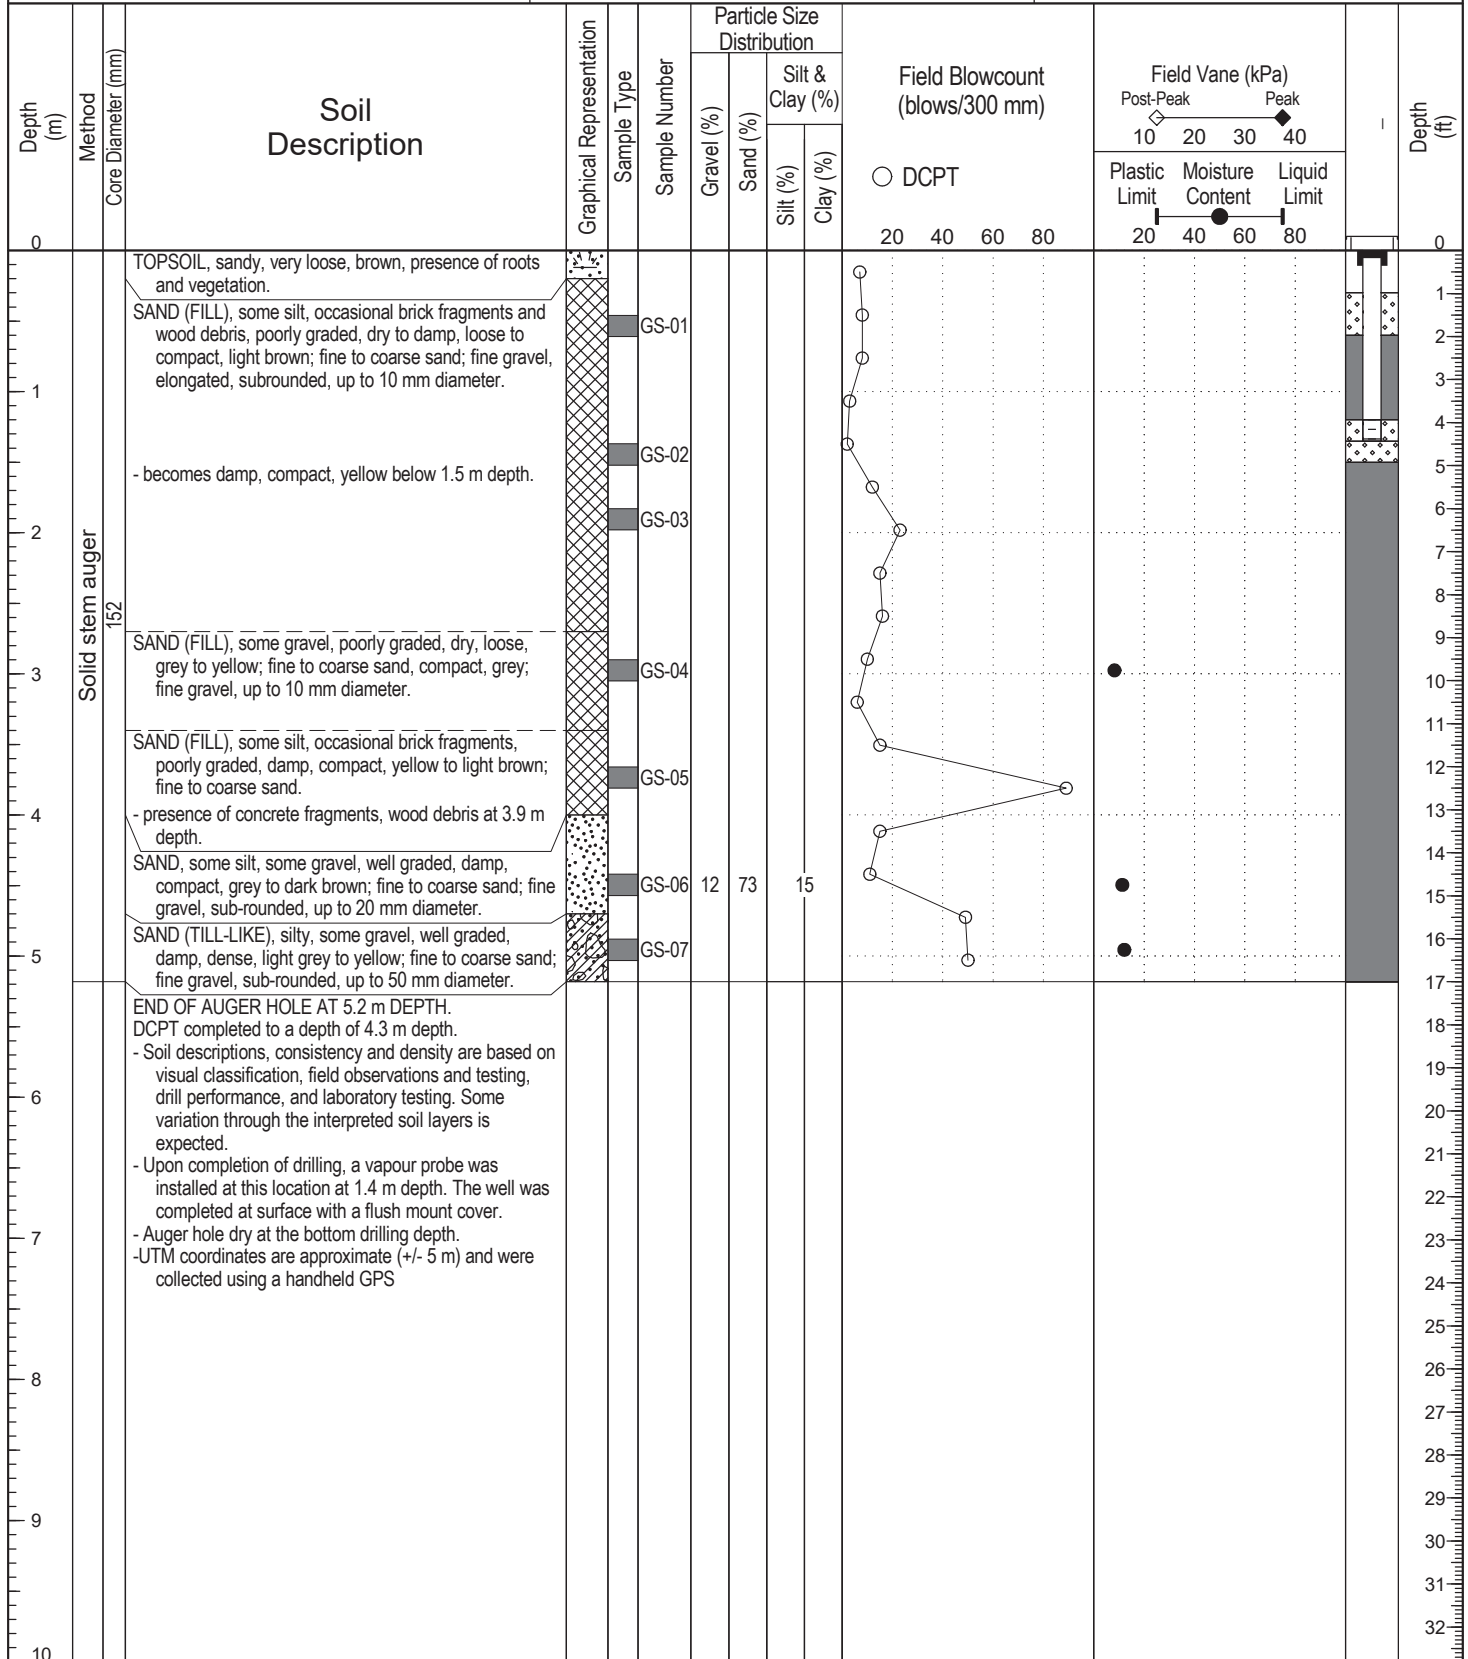 Depth
(m)
Method
Core Diameter (mm)
Soil
Description
Graphical Representation
Sample Type
Sample Number
Particle Size
Distribution
Gravel (%)
Sand (%)
Silt &
Clay (%)
Silt (%)
Clay (%)
Field Blowcount
(blows/300 mm)
DCPT
20 40 60 80
Field Vane (kPa)
Post-Peak Peak
10 20 30 40
Plastic Moisture Liquid
Limit Content Limit
20 40 60 80
Depth
(ft)
0
0
TOPSOIL, sandy, very loose, brown, presence of roots
and vegetation.
SAND (FILL), some silt, occasional brick fragments and
wood debris, poorly graded, dry to damp, loose to
compact, light brown; fine to coarse sand; fine gravel,
elongated, subrounded, up to 10 mm diameter.
- becomes damp, compact, yellow below 1.5 m depth.
SAND (FILL), some gravel, poorly graded, dry, loose,
grey to yellow; fine to coarse sand, compact, grey;
fine gravel, up to 10 mm diameter.
SAND (FILL), some silt, occasional brick fragments,
poorly graded, damp, compact, yellow to light brown;
fine to coarse sand.
- presence of concrete fragments, wood debris at 3.9 m
depth.
SAND, some silt, some gravel, well graded, damp,
compact, grey to dark brown; fine to coarse sand; fine
gravel, sub-rounded, up to 20 mm diameter.
SAND (TILL-LIKE), silty, some gravel, well graded,
damp, dense, light grey to yellow; fine to coarse sand;
fine gravel, sub-rounded, up to 50 mm diameter.
END OF AUGER HOLE AT 5.2 m DEPTH.
DCPT completed to a depth of 4.3 m depth.
- Soil descriptions, consistency and density are based on
visual classification, field observations and testing,
drill performance, and laboratory testing. Some
variation through the interpreted soil layers is
expected.
- Upon completion of drilling, a vapour probe was
installed at this location at 1.4 m depth. The well was
completed at surface with a flush mount cover.
- Auger hole dry at the bottom drilling depth.
-UTM coordinates are approximate (+/- 5 m) and were
collected using a handheld GPS
Solid stem auger
152
GS-01
GS-02
GS-03
GS-04
GS-05
GS-06 12 73 15
GS-07
1
2
3
4
5
6
7
8
9
10
1
2
3
4
5
6
7
8
9
10
11
12
13
14
15
16
17
18
19
20
21
22
23
24
25
26
27
28
29
30
31
32